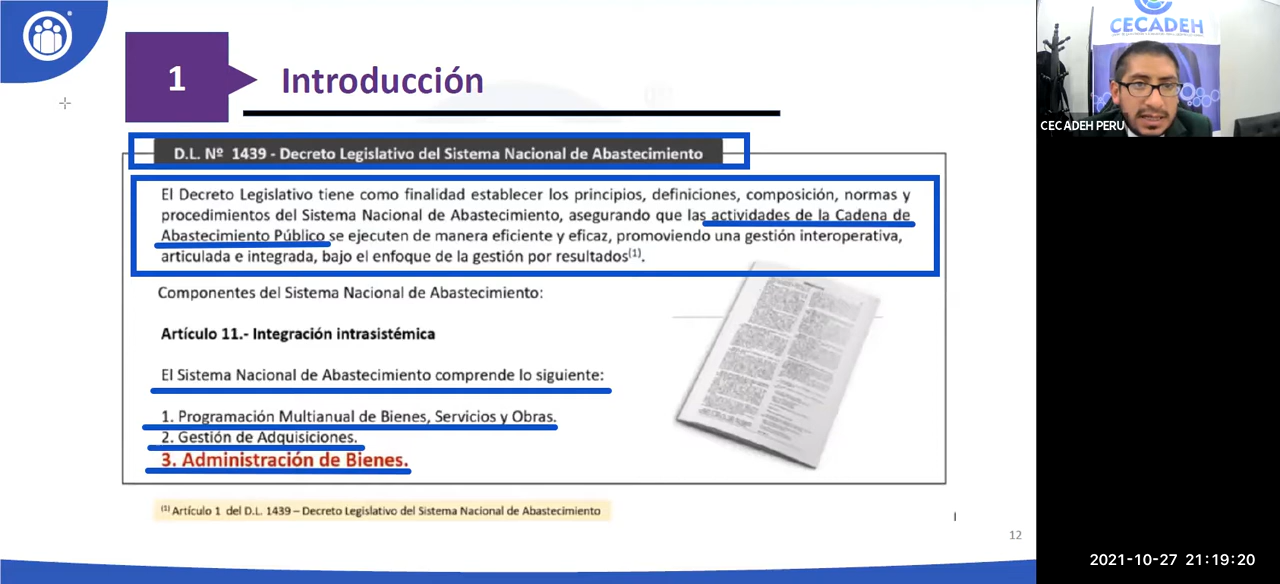 1
Introducción
D.L. Nº 1439 - Decreto Legislativo del Sistema Nacional de Abastecimiento
El Decreto Legislativo tiene como finalidad establecer los principios, definiciones, composición, normas y
procedimientos del Sistema Nacional de Abastecimiento, asegurando que las actividades de la Cadena de
Abastecimiento Público se ejecuten de manera eficiente y eficaz, promoviendo una gestión interoperativa,
articulada e integrada, bajo el enfoque de la gestión por resultados(1).
Componentes del Sistema Nacional de Abastecimiento:
Artículo 11.- Integración intrasistémica
El Sistema Nacional de Abastecimiento comprende lo siguiente:
1. Programación Multianual de Bienes, Servicios y Obras.
2. Gestión de Adquisiciones.
3. Administración de Bienes.
(1) Artículo 1 del D.L. 1439 – Decreto Legislativo del Sistema Nacional de Abastecimiento
12
CECADEH
CECADEH PERU
2021-10-27 21:19:20